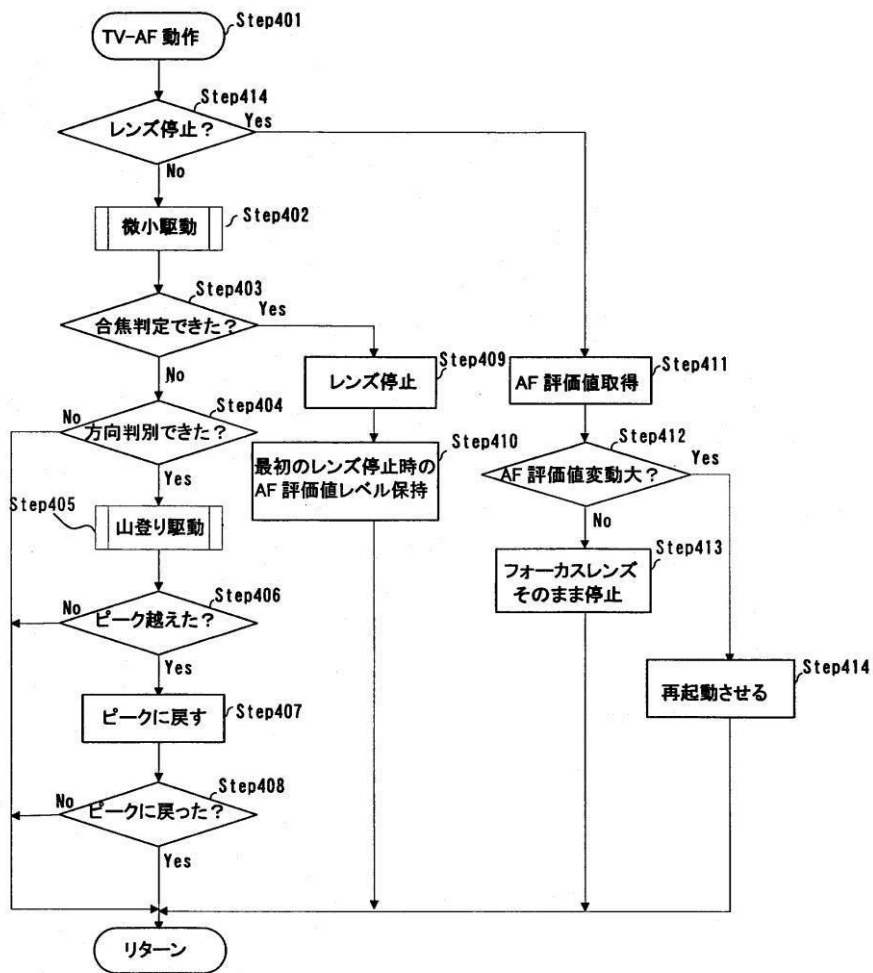 TV-AF 動作
Step401
Step414
レンズ停止？
Yes
No
微小駆動
Step402
Step403
合焦判定できた？
Yes
No
レンズ停止
Step409
AF 評価値取得
Step411
Step404
No
方向判別できた？
Yes
最初のレンズ停止時の
AF 評価値レベル保持
Step410
Step412
AF 評価値変動大？
Yes
No
Step405
山登り駆動
フォーカスレンズ
そのまま停止
Step413
Step406
No
ピーク越えた？
Yes
再起動させる
Step414
ピークに戻す
Step407
Step408
No
ピークに戻った？
Yes
リターン